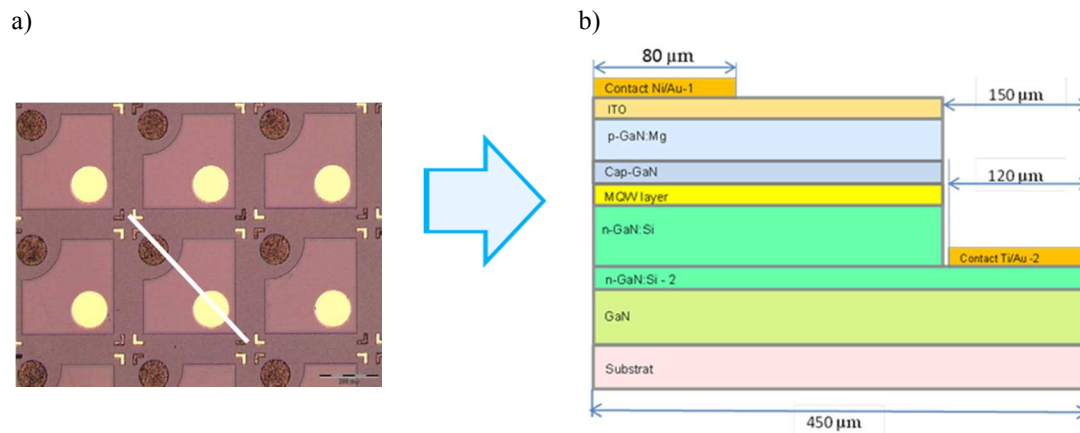 a)
b)
80 µm
Contact Ni/Au-1
150 µm
ITO
p-GaN:Mg
Cap-GaN
120 µm
MQW layer
n-GaN:Si
Contact Ti/Au -2
n-GaN:Si - 2
GaN
Substrat
450 µm